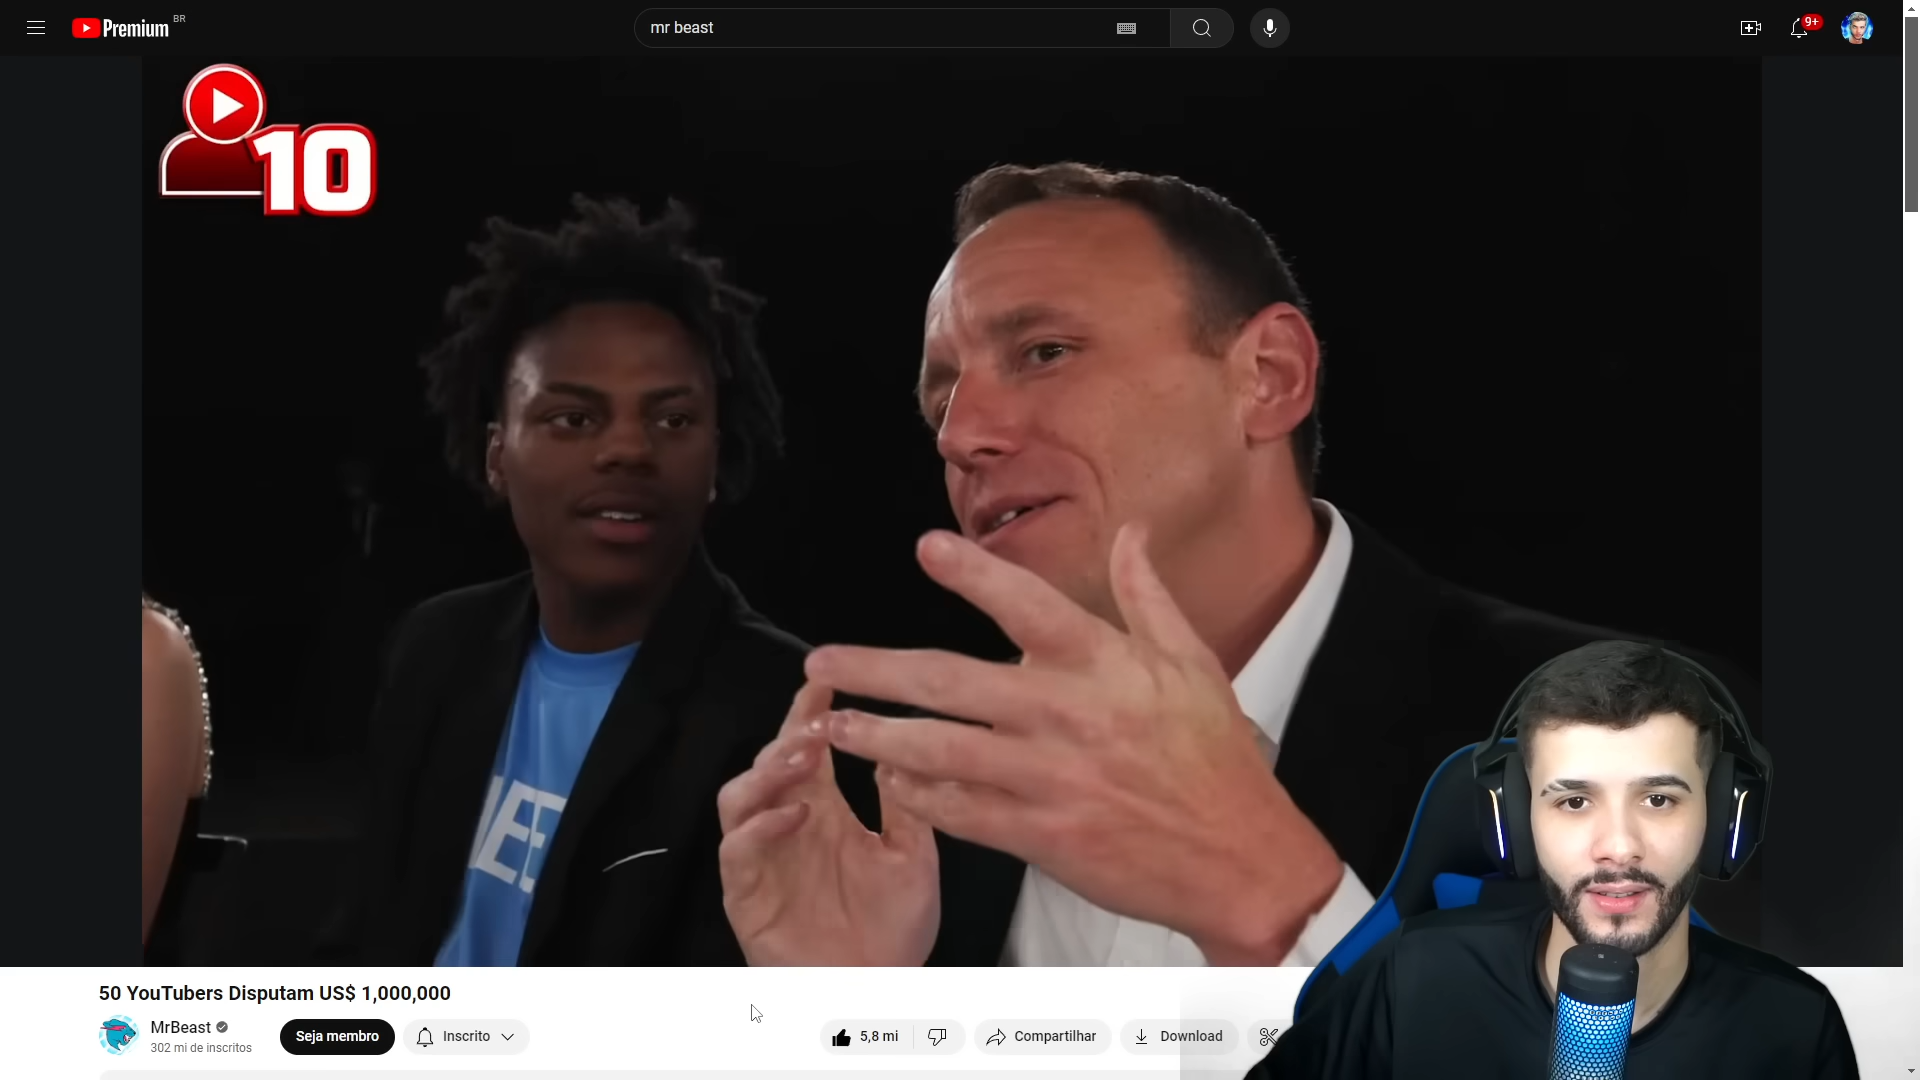 Premium BR
mr beast
9+
10
50 YouTubers Disputam US$ 1,000,000
MrBeast
302 mi de inscritos
Seja membro
Inscrito
5,8 mi
Compartilhar
Download